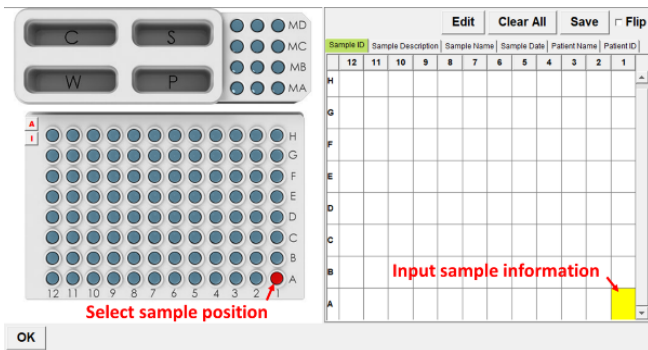 C S
W P
MD
MC
MB
MA
A
I
H
G
F
E
D
C
B
A
12 11 10 9 8 7 6 5 4 3 2 1
Select sample position
Edit Clear All Save Flip
Sample ID Sample Description Sample Name Sample Date Patient Name Patient ID
12 11 10 9 8 7 6 5 4 3 2 1
H
G
F
E
D
C
B
A
Input sample information
OK